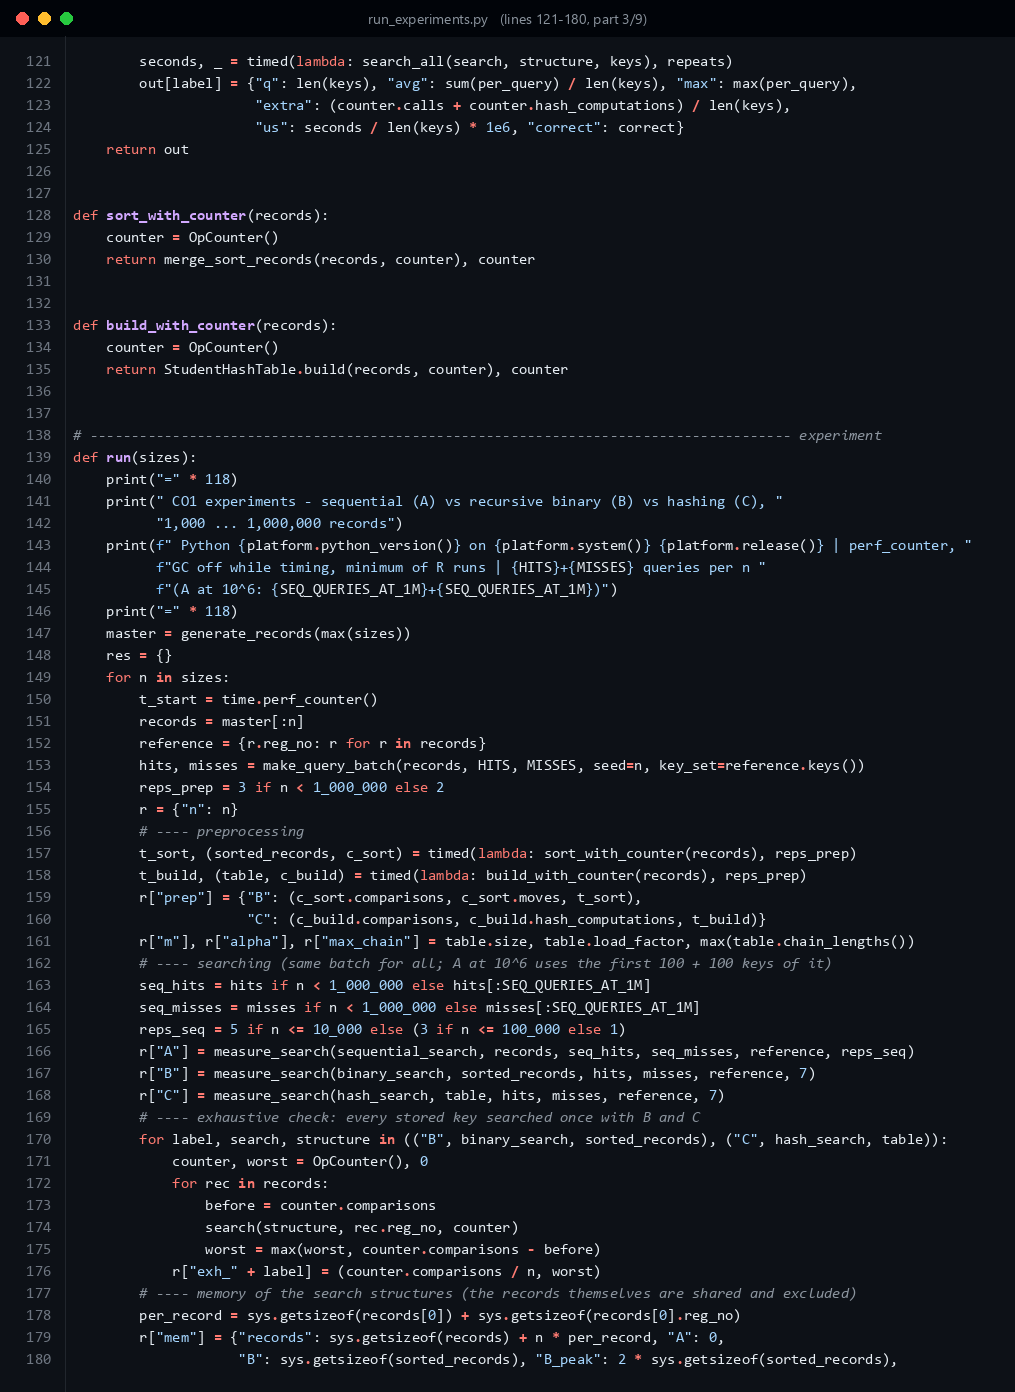 run_experiments.py (lines 121-180, part 3/9)
121         seconds, _ = timed(lambda: search_all(search, structure, keys), repeats)
122         out[label] = {"q": len(keys), "avg": sum(per_query) / len(keys), "max": max(per_query),
123                       "extra": (counter.calls + counter.hash_computations) / len(keys),
124                       "us": seconds / len(keys) * 1e6, "correct": correct}
125     return out
126
127
128 def sort_with_counter(records):
129     counter = OpCounter()
130     return merge_sort_records(records, counter), counter
131
132
133 def build_with_counter(records):
134     counter = OpCounter()
135     return StudentHashTable.build(records, counter), counter
136
137
138 # ------------------------------------------------------------------------------------- experiment
139 def run(sizes):
140     print("=" * 118)
141     print(" CO1 experiments - sequential (A) vs recursive binary (B) vs hashing (C), "
142           "1,000 ... 1,000,000 records")
143     print(f" Python {platform.python_version()} on {platform.system()} {platform.release()} | perf_counter, "
144           f"GC off while timing, minimum of R runs | {HITS}+{MISSES} queries per n "
145           f"(A at 10^6: {SEQ_QUERIES_AT_1M}+{SEQ_QUERIES_AT_1M})")
146     print("=" * 118)
147     master = generate_records(max(sizes))
148     res = {}
149     for n in sizes:
150         t_start = time.perf_counter()
151         records = master[:n]
152         reference = {r.reg_no: r for r in records}
153         hits, misses = make_query_batch(records, HITS, MISSES, seed=n, key_set=reference.keys())
154         reps_prep = 3 if n < 1_000_000 else 2
155         r = {"n": n}
156         # ---- preprocessing
157         t_sort, (sorted_records, c_sort) = timed(lambda: sort_with_counter(records), reps_prep)
158         t_build, (table, c_build) = timed(lambda: build_with_counter(records), reps_prep)
159         r["prep"] = {"B": (c_sort.comparisons, c_sort.moves, t_sort),
160                      "C": (c_build.comparisons, c_build.hash_computations, t_build)}
161         r["m"], r["alpha"], r["max_chain"] = table.size, table.load_factor, max(table.chain_lengths())
162         # ---- searching (same batch for all; A at 10^6 uses the first 100 + 100 keys of it)
163         seq_hits = hits if n < 1_000_000 else hits[:SEQ_QUERIES_AT_1M]
164         seq_misses = misses if n < 1_000_000 else misses[:SEQ_QUERIES_AT_1M]
165         reps_seq = 5 if n <= 10_000 else (3 if n <= 100_000 else 1)
166         r["A"] = measure_search(sequential_search, records, seq_hits, seq_misses, reference, reps_seq)
167         r["B"] = measure_search(binary_search, sorted_records, hits, misses, reference, 7)
168         r["C"] = measure_search(hash_search, table, hits, misses, reference, 7)
169         # ---- exhaustive check: every stored key searched once with B and C
170         for label, search, structure in (("B", binary_search, sorted_records), ("C", hash_search, table)):
171             counter, worst = OpCounter(), 0
172             for rec in records:
173                 before = counter.comparisons
174                 search(structure, rec.reg_no, counter)
175                 worst = max(worst, counter.comparisons - before)
176             r["exh_" + label] = (counter.comparisons / n, worst)
177         # ---- memory of the search structures (the records themselves are shared and excluded)
178         per_record = sys.getsizeof(records[0]) + sys.getsizeof(records[0].reg_no)
179         r["mem"] = {"records": sys.getsizeof(records) + n * per_record, "A": 0,
180                     "B": sys.getsizeof(sorted_records), "B_peak": 2 * sys.getsizeof(sorted_records),